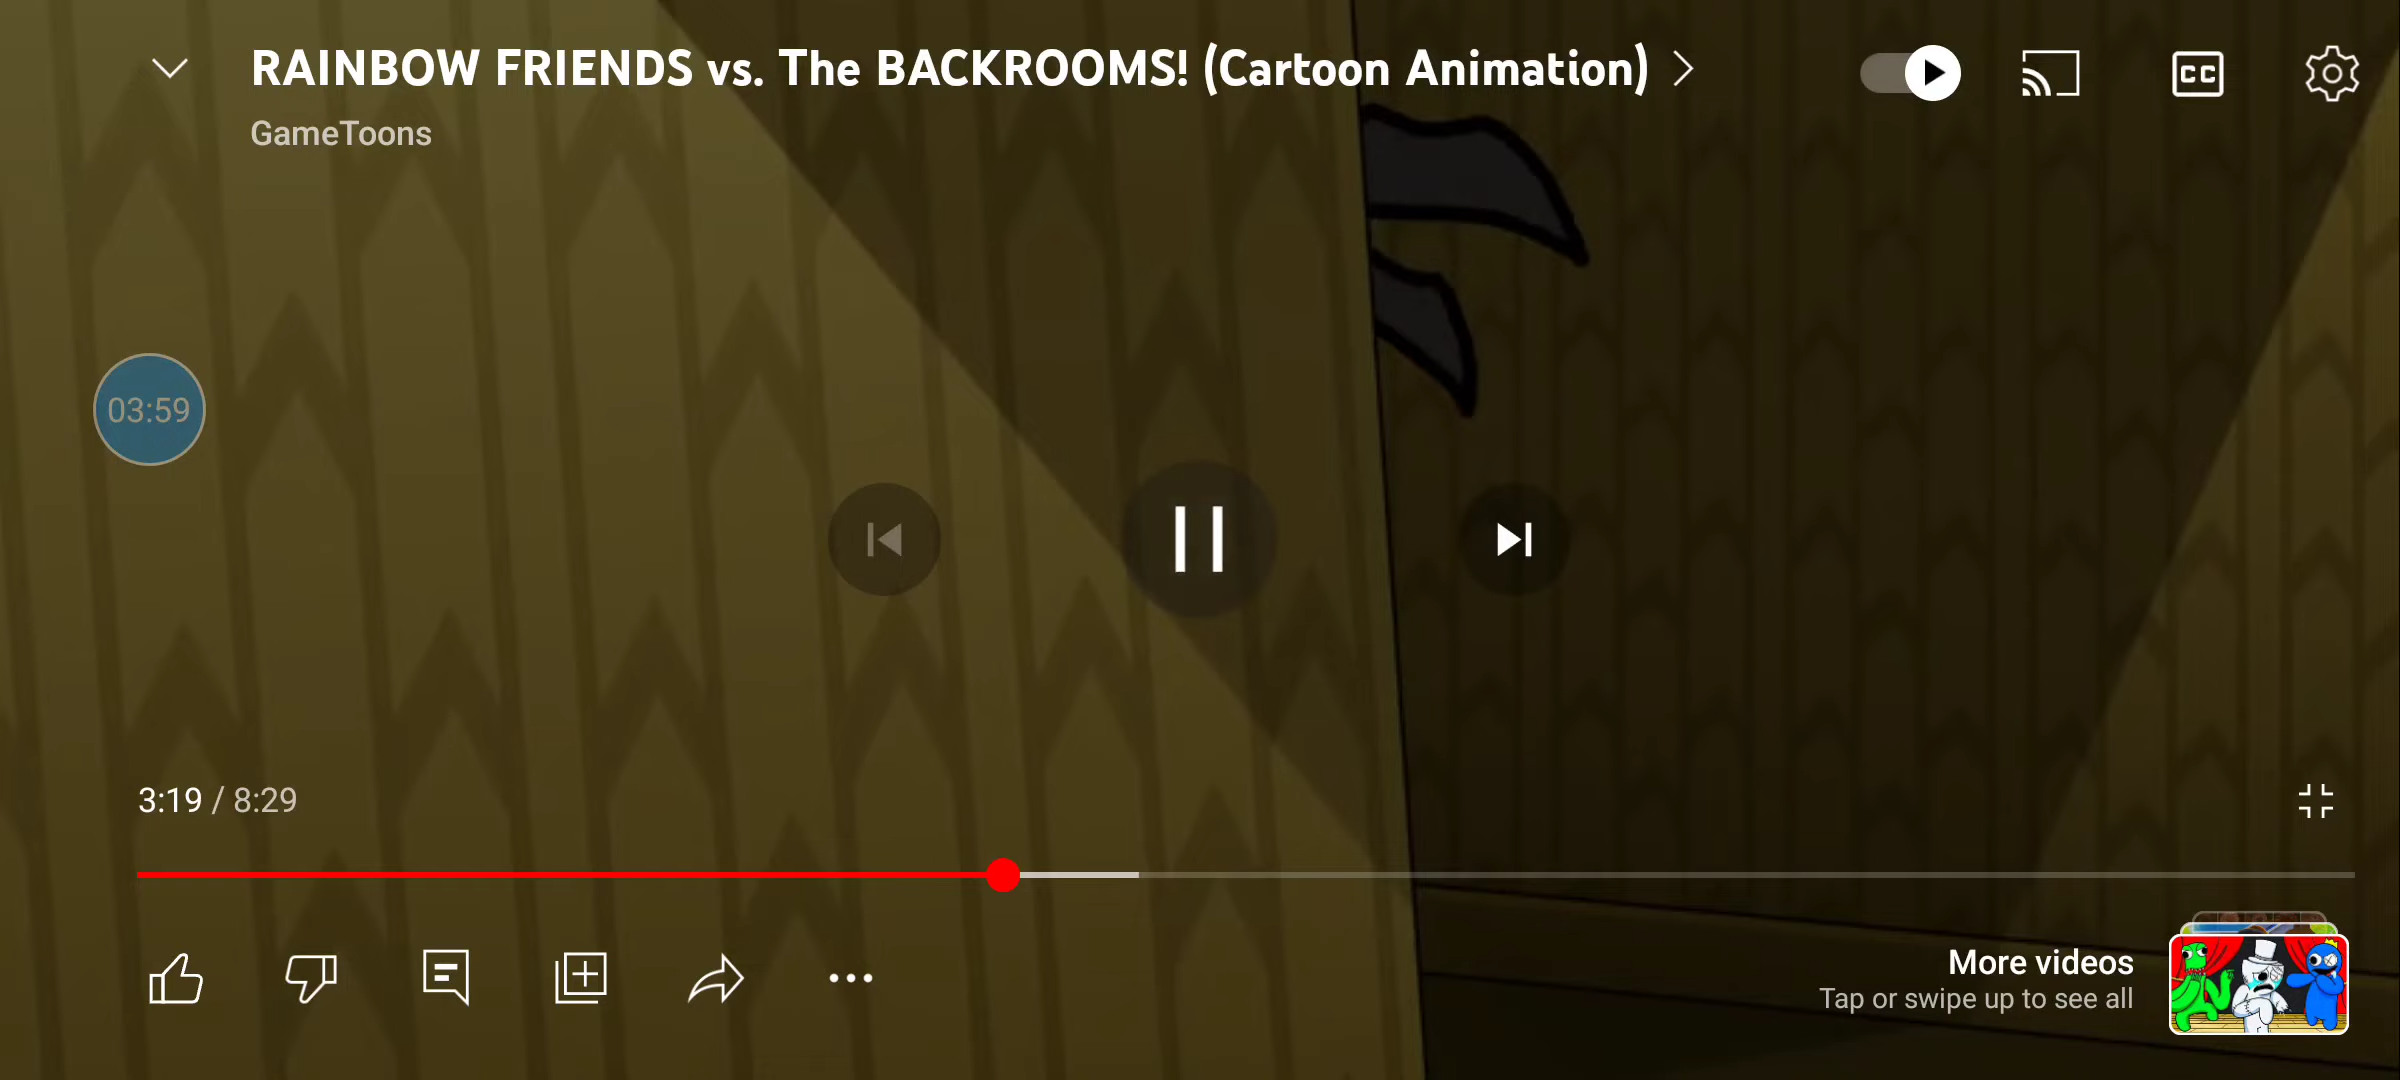 RAINBOW FRIENDS vs. The BACKROOMS! (Cartoon Animation)
GameToons
CC
03:59
3:19 / 8:29
More videos
Tap or swipe up to see all